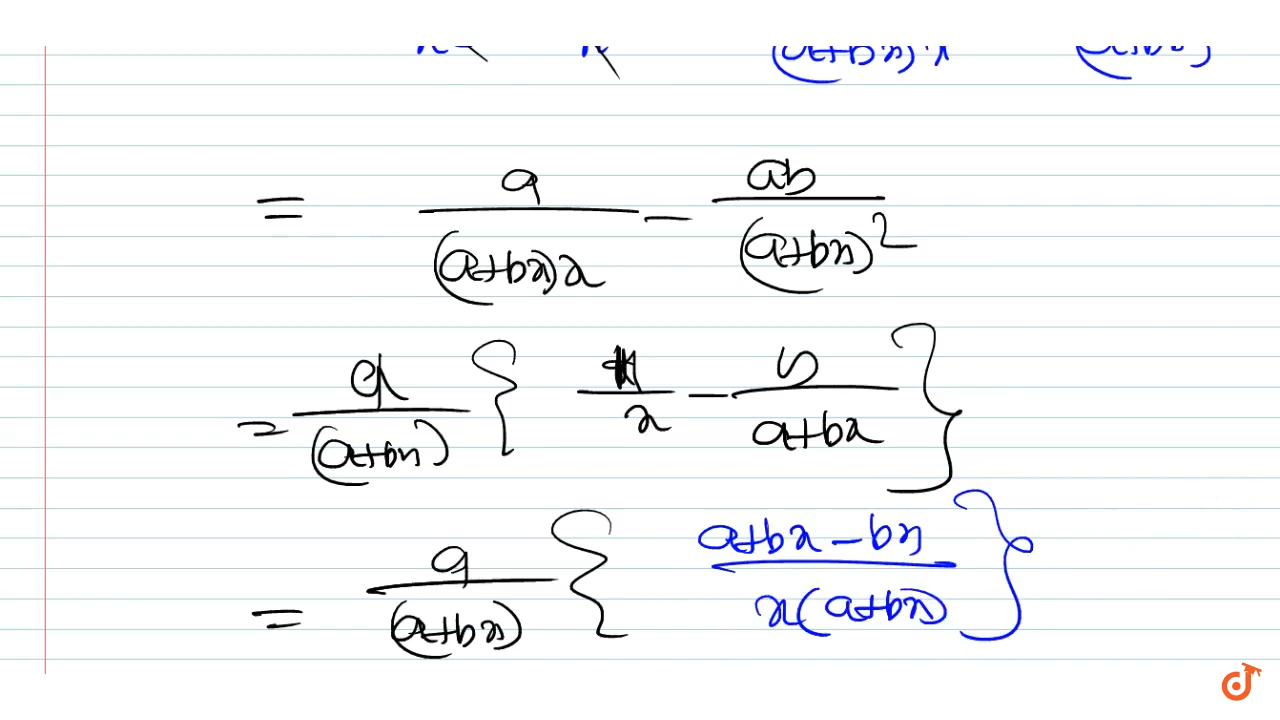 = a/((a+bx)x) - ab/(a+bx)²
= a/(a+bx) { 1/x - b/(a+bx) }
= a/(a+bx) { (a+bx-bx)/(x(a+bx)) }